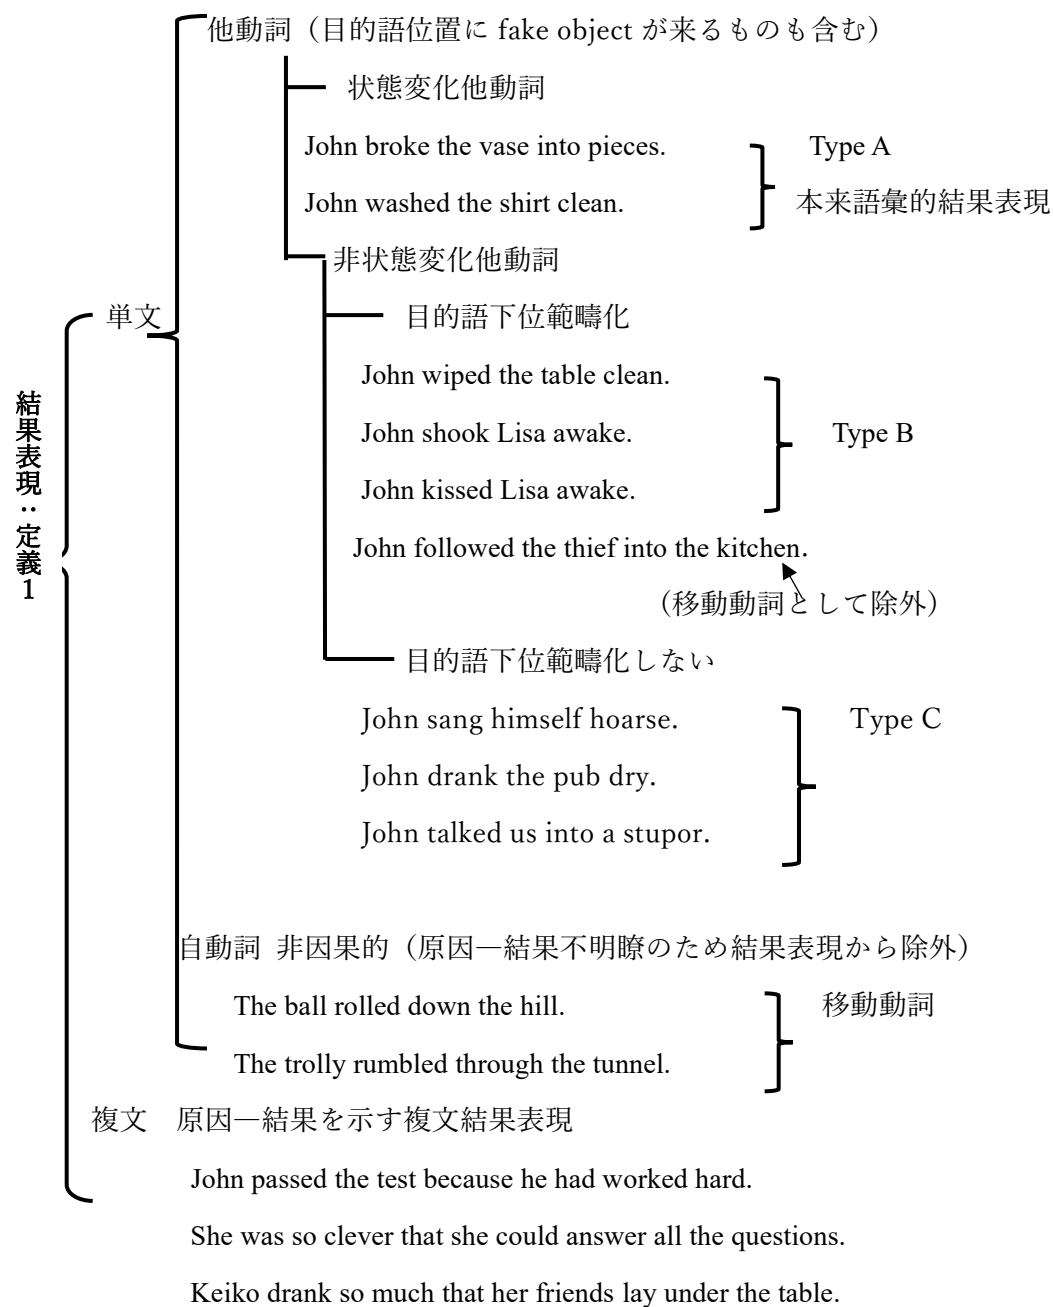 他動詞（目的語位置に fake object が来るものも含む）
状態変化他動詞
John broke the vase into pieces.
Type A
John washed the shirt clean.
本来語彙的結果表現
非状態変化他動詞
単文
目的語下位範疇化
John wiped the table clean.
結果表現：定義１
John shook Lisa awake.
Type B
John kissed Lisa awake.
John followed the thief into the kitchen.
（移動動詞として除外）
目的語下位範疇化しない
John sang himself hoarse.
Type C
John drank the pub dry.
John talked us into a stupor.
自動詞 非因果的（原因―結果不明瞭のため結果表現から除外）
The ball rolled down the hill.
移動動詞
The trolly rumbled through the tunnel.
複文　原因―結果を示す複文結果表現
John passed the test because he had worked hard.
She was so clever that she could answer all the questions.
Keiko drank so much that her friends lay under the table.